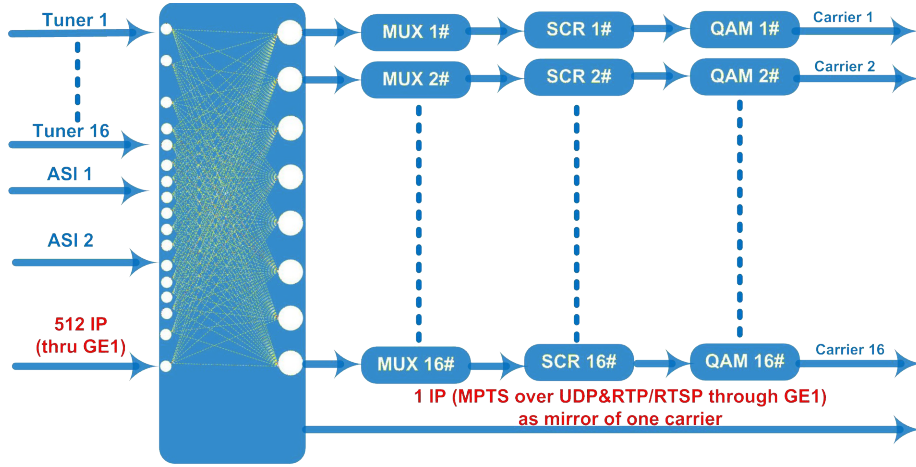 Tuner 1
MUX 1#
SCR 1#
QAM 1#
Carrier 1
MUX 2#
SCR 2#
QAM 2#
Carrier 2
Tuner 16
ASI 1
ASI 2
512 IP
(thru GE1)
MUX 16#
SCR 16#
QAM 16#
Carrier 16
1 IP (MPTS over UDP&RTP/RTSP through GE1)
as mirror of one carrier